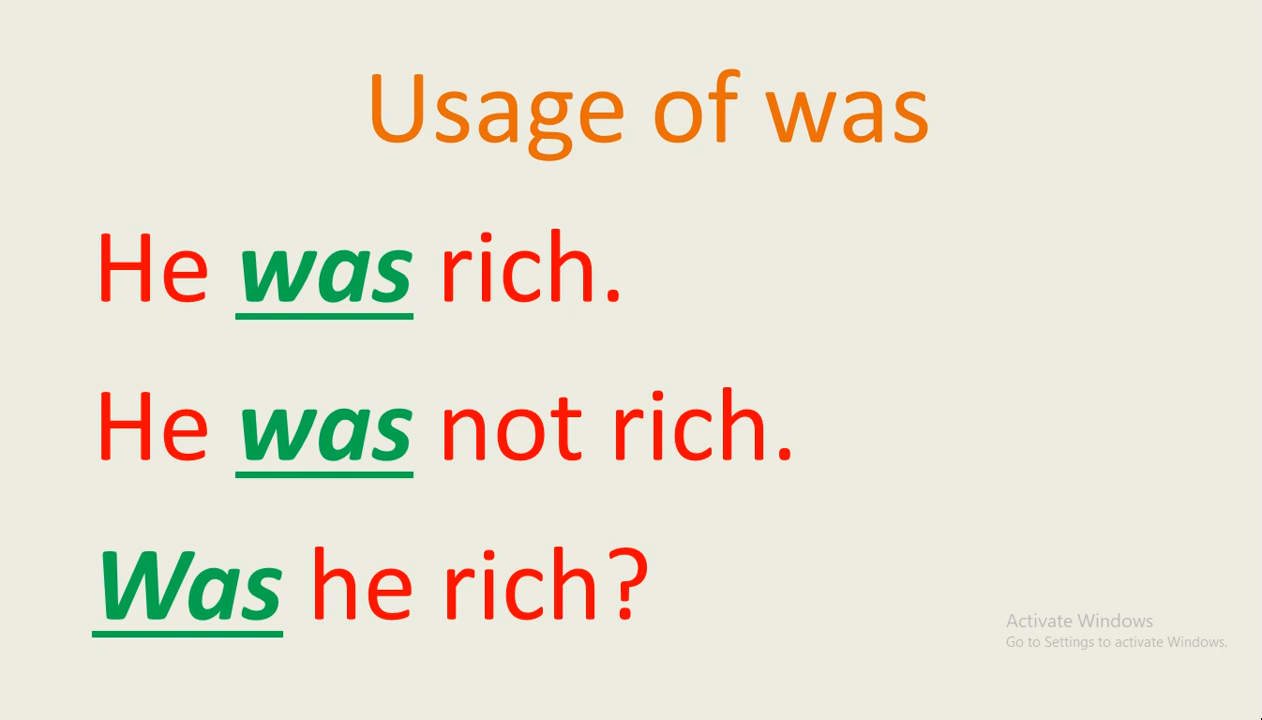 Usage of was
He was rich.
He was not rich.
Was he rich?
Activate Windows
Go to Settings to activate Windows.